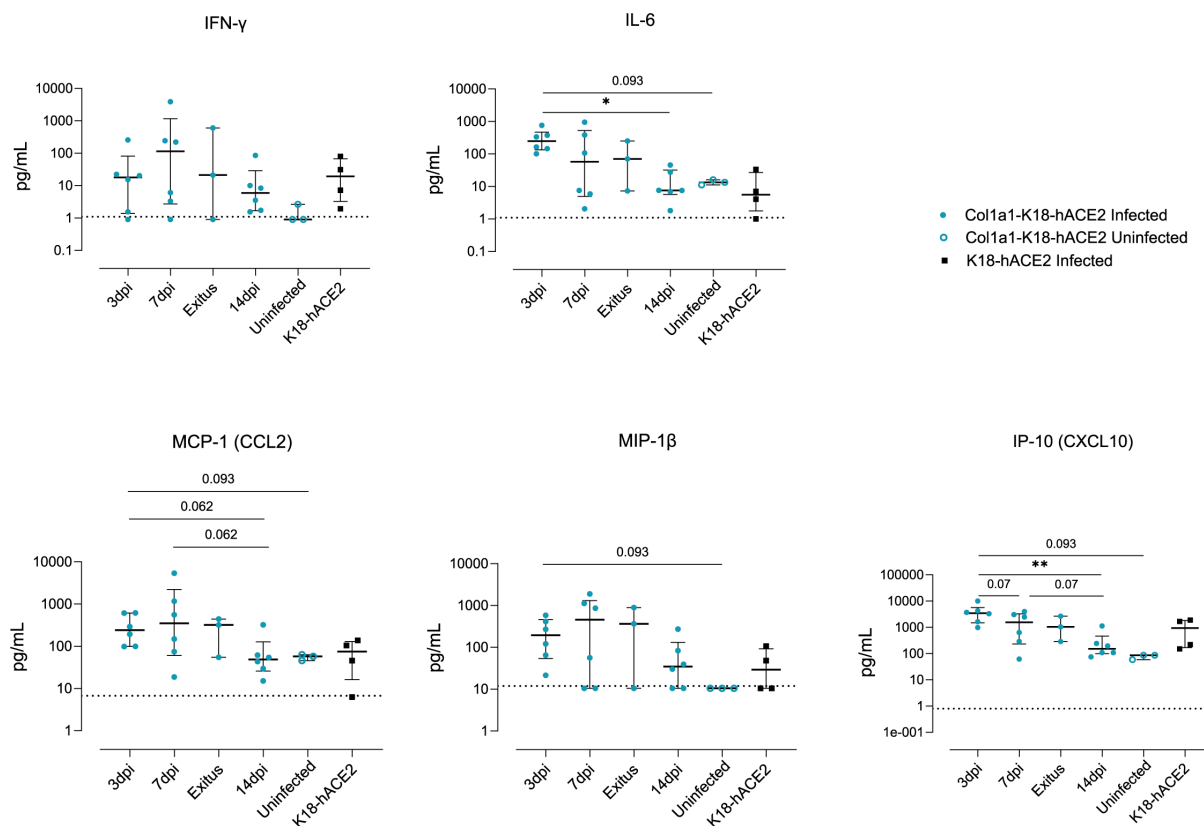 IFN-γ
IL-6
pg/mL
10000
1000
100
10
1
0.1
3dpi
7dpi
Exitus
14dpi
Uninfected
K18-hACE2
pg/mL
10000
1000
100
10
1
0.1
0.093
*
3dpi
7dpi
Exitus
14dpi
Uninfected
K18-hACE2
Col1a1-K18-hACE2 Infected
Col1a1-K18-hACE2 Uninfected
K18-hACE2 Infected
MCP-1 (CCL2)
MIP-1β
IP-10 (CXCL10)
0.093
0.062
0.062
pg/mL
10000
1000
100
10
1
3dpi
7dpi
Exitus
14dpi
Uninfected
K18-hACE2
0.093
pg/mL
10000
1000
100
10
1
3dpi
7dpi
Exitus
14dpi
Uninfected
K18-hACE2
0.093
**
0.07 0.07
pg/mL
100000
10000
1000
100
10
1
1e-001
3dpi
7dpi
Exitus
14dpi
Uninfected
K18-hACE2